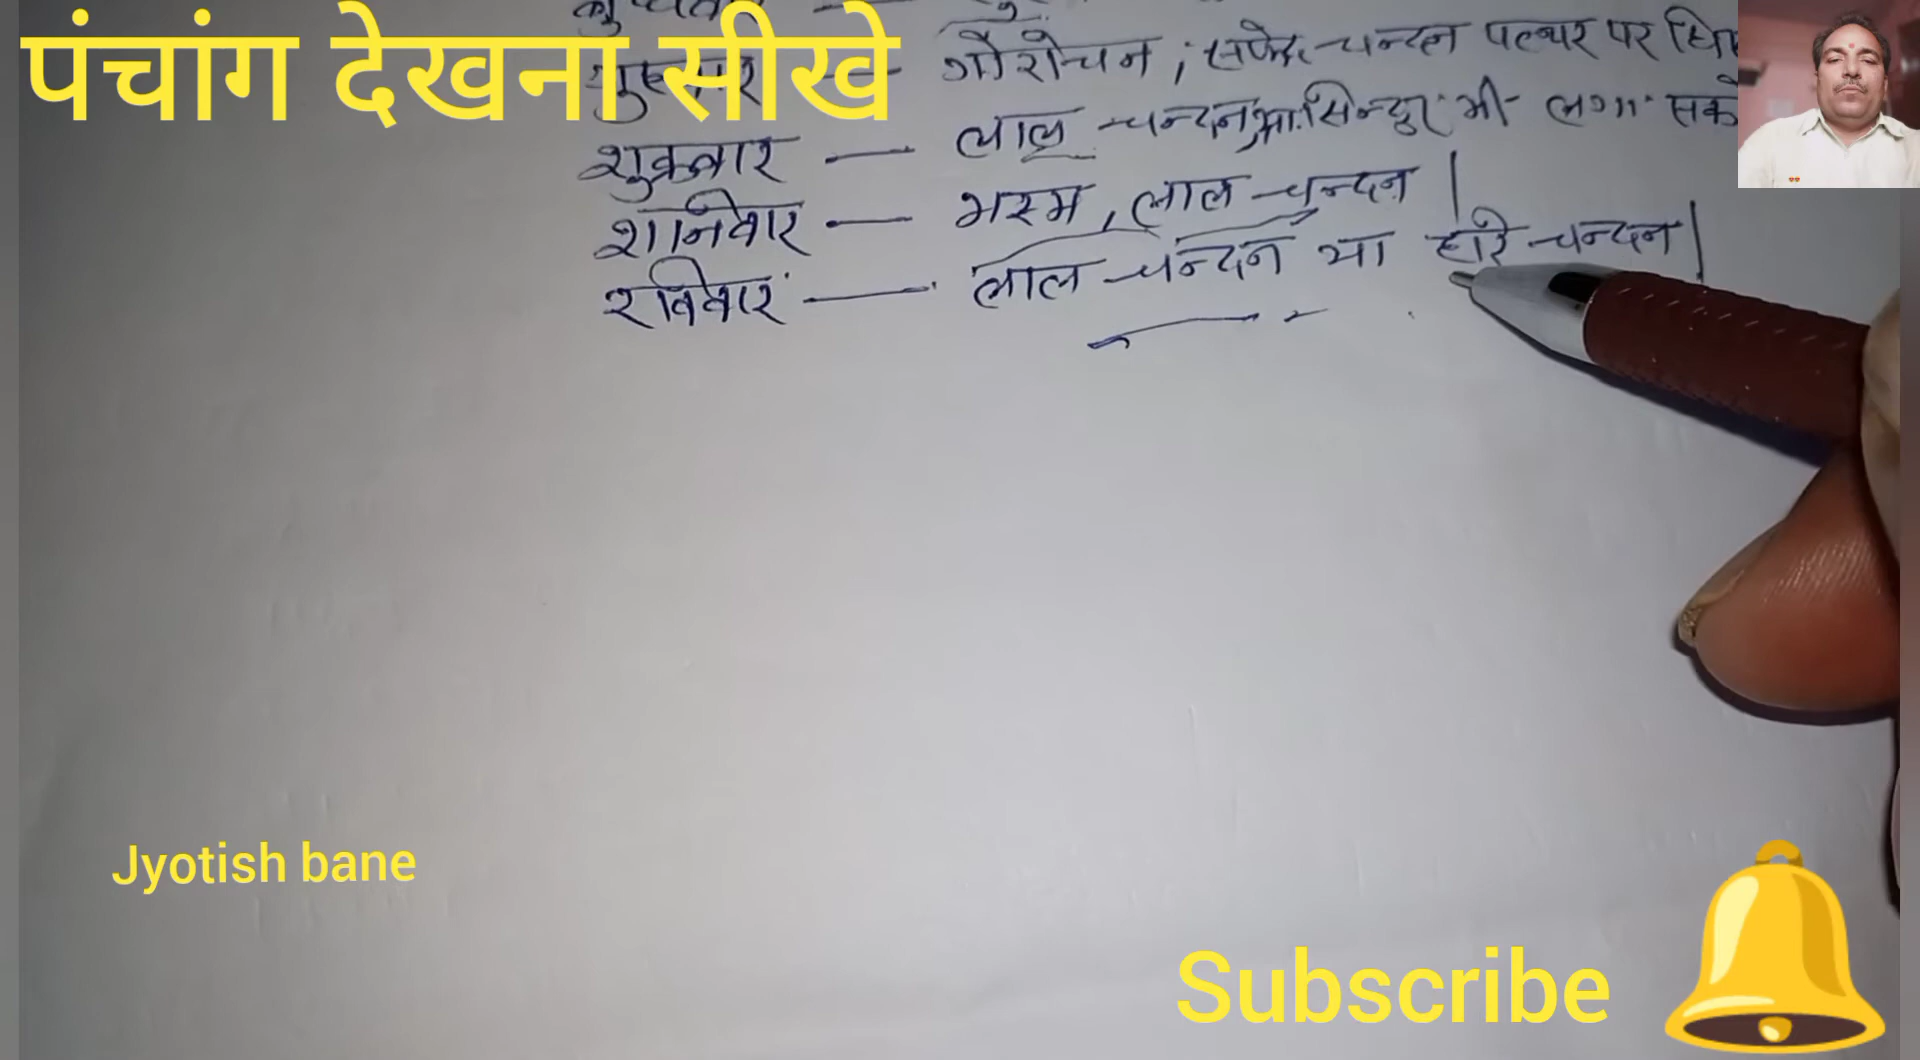 पंचांग देखना सीखे
गौरोचन, सफेद चन्दन पत्थर पर
शुक्रवार — लाल चन्दन, सिन्दुर भी लगा
शनिवार — भस्म, लाल चन्दन |
रविवार — लाल चन्दन या हरि चन्दन |
Jyotish bane
Subscribe